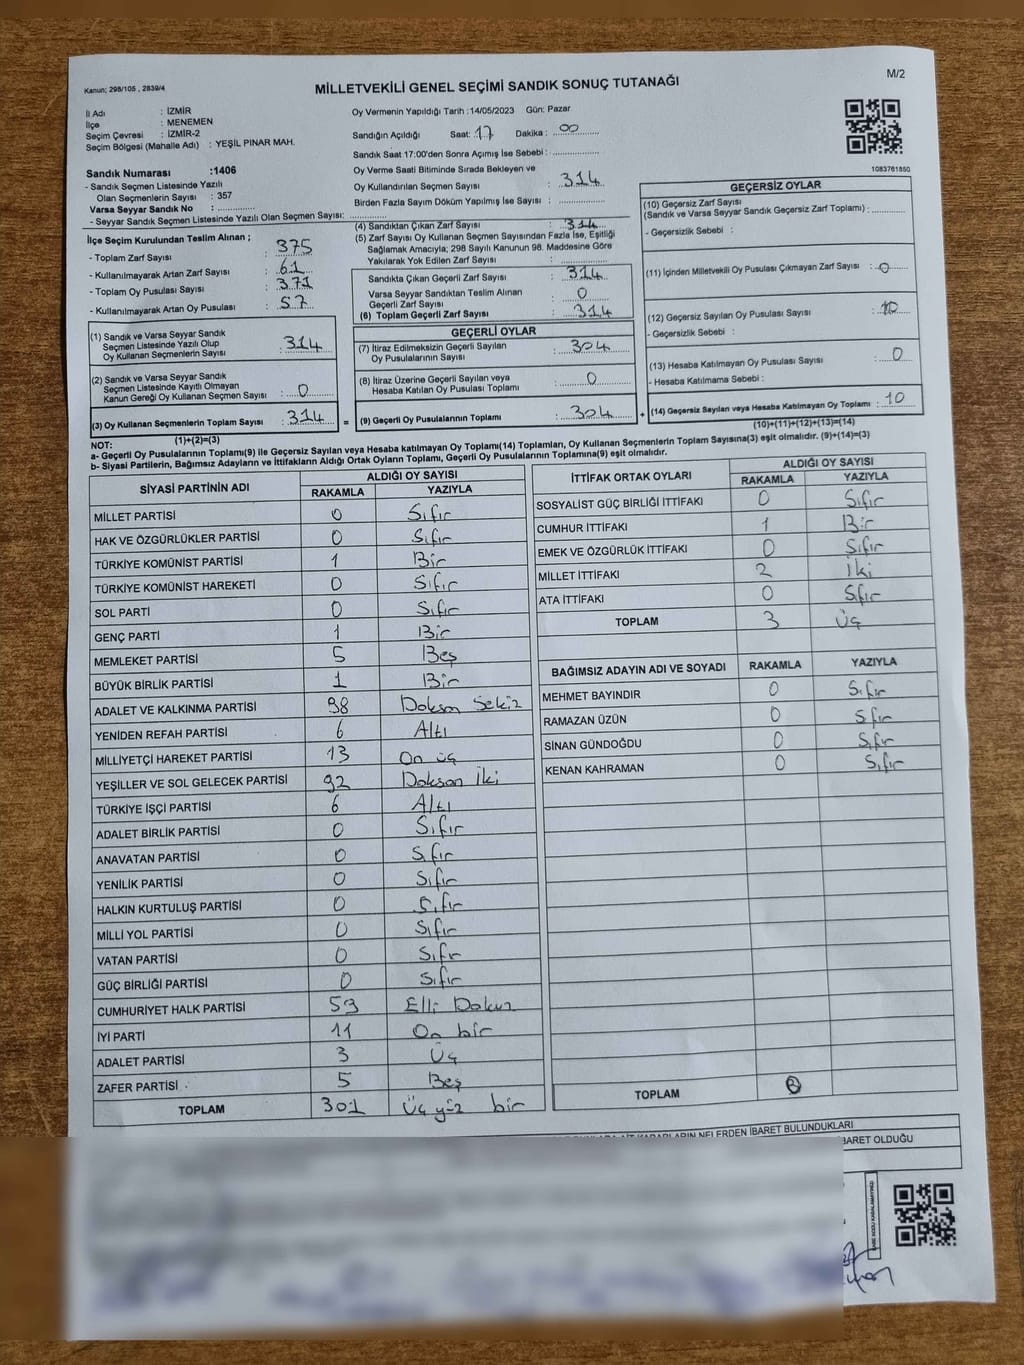 Kanun; 298/105 , 2839/4
MİLLETVEKİLİ GENEL SEÇİMİ SANDIK SONUÇ TUTANAĞI
M/2
İl Adı : İZMİR
İlçe : MENEMEN
Seçim Çevresi : İZMİR-2
Seçim Bölgesi (Mahalle Adı) : YEŞİL PINAR MAH.
Sandık Numarası :1406
- Sandık Seçmen Listesinde Yazılı
Olan Seçmenlerin Sayısı : 357
Varsa Seyyar Sandık No :
- Seyyar Sandık Seçmen Listesinde Yazılı Olan Seçmen Sayısı:
Oy Vermenin Yapıldığı Tarih :14/05/2023 Gün: Pazar
Sandığın Açıldığı Saat: 17 Dakika : 00
Sandık Saat 17:00'den Sonra Açımış İse Sebebi :
Oy Verme Saati Bitiminde Sırada Bekleyen ve
Oy Kullandırılan Seçmen Sayısı : 314
Birden Fazla Sayım Döküm Yapılmış İse Sayısı :
1083761850
İlçe Seçim Kurulundan Teslim Alınan ;
- Toplam Zarf Sayısı : 375
- Kullanılmayarak Artan Zarf Sayısı : 61
- Toplam Oy Pusulası Sayısı : 371
- Kullanılmayarak Artan Oy Pusulası : 57
(4) Sandıktan Çıkan Zarf Sayısı : 314
(5) Zarf Sayısı Oy Kullanan Seçmen Sayısından Fazla İse, Eşitliği
Sağlamak Amacıyla; 298 Sayılı Kanunun 98. Maddesine Göre
Yakılarak Yok Edilen Zarf Sayısı :
Sandıkta Çıkan Geçerli Zarf Sayısı : 314
Varsa Seyyar Sandıktan Teslim Alınan
Geçerli Zarf Sayısı : 0
(6) Toplam Geçerli Zarf Sayısı : 314
GEÇERSİZ OYLAR
(10) Geçersiz Zarf Sayısı
(Sandık ve Varsa Seyyar Sandık Geçersiz Zarf Toplamı) :
- Geçersizlik Sebebi :
(11) İçinden Milletvekili Oy Pusulası Çıkmayan Zarf Sayısı : 0
(12) Geçersiz Sayılan Oy Pusulası Sayısı : 10
- Geçersizlik Sebebi :
(13) Hesaba Katılmayan Oy Pusulası Sayısı : 0
- Hesaba Katılmama Sebebi :
(14) Geçersiz Sayılan veya Hesaba Katılmayan Oy Toplamı : 10
(10)+(11)+(12)+(13)=(14)
(1) Sandık ve Varsa Seyyar Sandık
Seçmen Listesinde Yazılı Olup
Oy Kullanan Seçmenlerin Sayısı : 314
(2) Sandık ve Varsa Seyyar Sandık
Seçmen Listesinde Kayıtlı Olmayan
Kanun Gereği Oy Kullanan Seçmen Sayısı : 0
(3) Oy Kullanan Seçmenlerin Toplam Sayısı : 314 =
(1)+(2)=(3)
GEÇERLİ OYLAR
(7) İtiraz Edilmeksizin Geçerli Sayılan
Oy Pusulalarının Sayısı : 304
(8) İtiraz Üzerine Geçerli Sayılan veya
Hesaba Katılan Oy Pusulası Toplamı : 0
(9) Geçerli Oy Pusulalarının Toplamı : 304 +
NOT:
a- Geçerli Oy Pusulalarının Toplamı(9) ile Geçersiz Sayılan veya Hesaba katılmayan Oy Toplamı(14) Toplamları, Oy Kullanan Seçmenlerin Toplam Sayısına(3) eşit olmalıdır. (9)+(14)=(3)
b- Siyasi Partilerin, Bağımsız Adayların ve İttifakların Aldığı Ortak Oyların Toplamı, Geçerli Oy Pusulalarının Toplamına(9) eşit olmalıdır.
SİYASİ PARTİNİN ADI ALDIĞI OY SAYISI
RAKAMLA YAZIYLA
MİLLET PARTİSİ 0 Sıfır
HAK VE ÖZGÜRLÜKLER PARTİSİ 0 Sıfır
TÜRKİYE KOMÜNİST PARTİSİ 1 Bir
TÜRKİYE KOMÜNİST HAREKETİ 0 Sıfır
SOL PARTİ 0 Sıfır
GENÇ PARTİ 1 Bir
MEMLEKET PARTİSİ 5 Beş
BÜYÜK BİRLİK PARTİSİ 1 Bir
ADALET VE KALKINMA PARTİSİ 98 Doksan Sekiz
YENİDEN REFAH PARTİSİ 6 Altı
MİLLİYETÇİ HAREKET PARTİSİ 13 On üç
YEŞİLLER VE SOL GELECEK PARTİSİ 92 Doksan İki
TÜRKİYE İŞÇİ PARTİSİ 6 Altı
ADALET BİRLİK PARTİSİ 0 Sıfır
ANAVATAN PARTİSİ 0 Sıfır
YENİLİK PARTİSİ 0 Sıfır
HALKIN KURTULUŞ PARTİSİ 0 Sıfır
MİLLİ YOL PARTİSİ 0 Sıfır
VATAN PARTİSİ 0 Sıfır
GÜÇ BİRLİĞİ PARTİSİ 0 Sıfır
CUMHURİYET HALK PARTİSİ 59 Elli Dokuz
İYİ PARTİ 11 On bir
ADALET PARTİSİ 3 Üç
ZAFER PARTİSİ 5 Beş
TOPLAM 301 Üç yüz bir
İTTİFAK ORTAK OYLARI ALDIĞI OY SAYISI
RAKAMLA YAZIYLA
SOSYALİST GÜÇ BİRLİĞİ İTTİFAKI 0 Sıfır
CUMHUR İTTİFAKI 1 Bir
EMEK VE ÖZGÜRLÜK İTTİFAKI 0 Sıfır
MİLLET İTTİFAKI 2 İki
ATA İTTİFAKI 0 Sıfır
TOPLAM 3 Üç
BAĞIMSIZ ADAYIN ADI VE SOYADI RAKAMLA YAZIYLA
MEHMET BAYINDIR 0 Sıfır
RAMAZAN ÜZÜN 0 Sıfır
SİNAN GÜNDOĞDU 0 Sıfır
KENAN KAHRAMAN 0 Sıfır
TOPLAM
NELERDEN İBARET BULUNDUKLARI
İBARET OLDUĞU